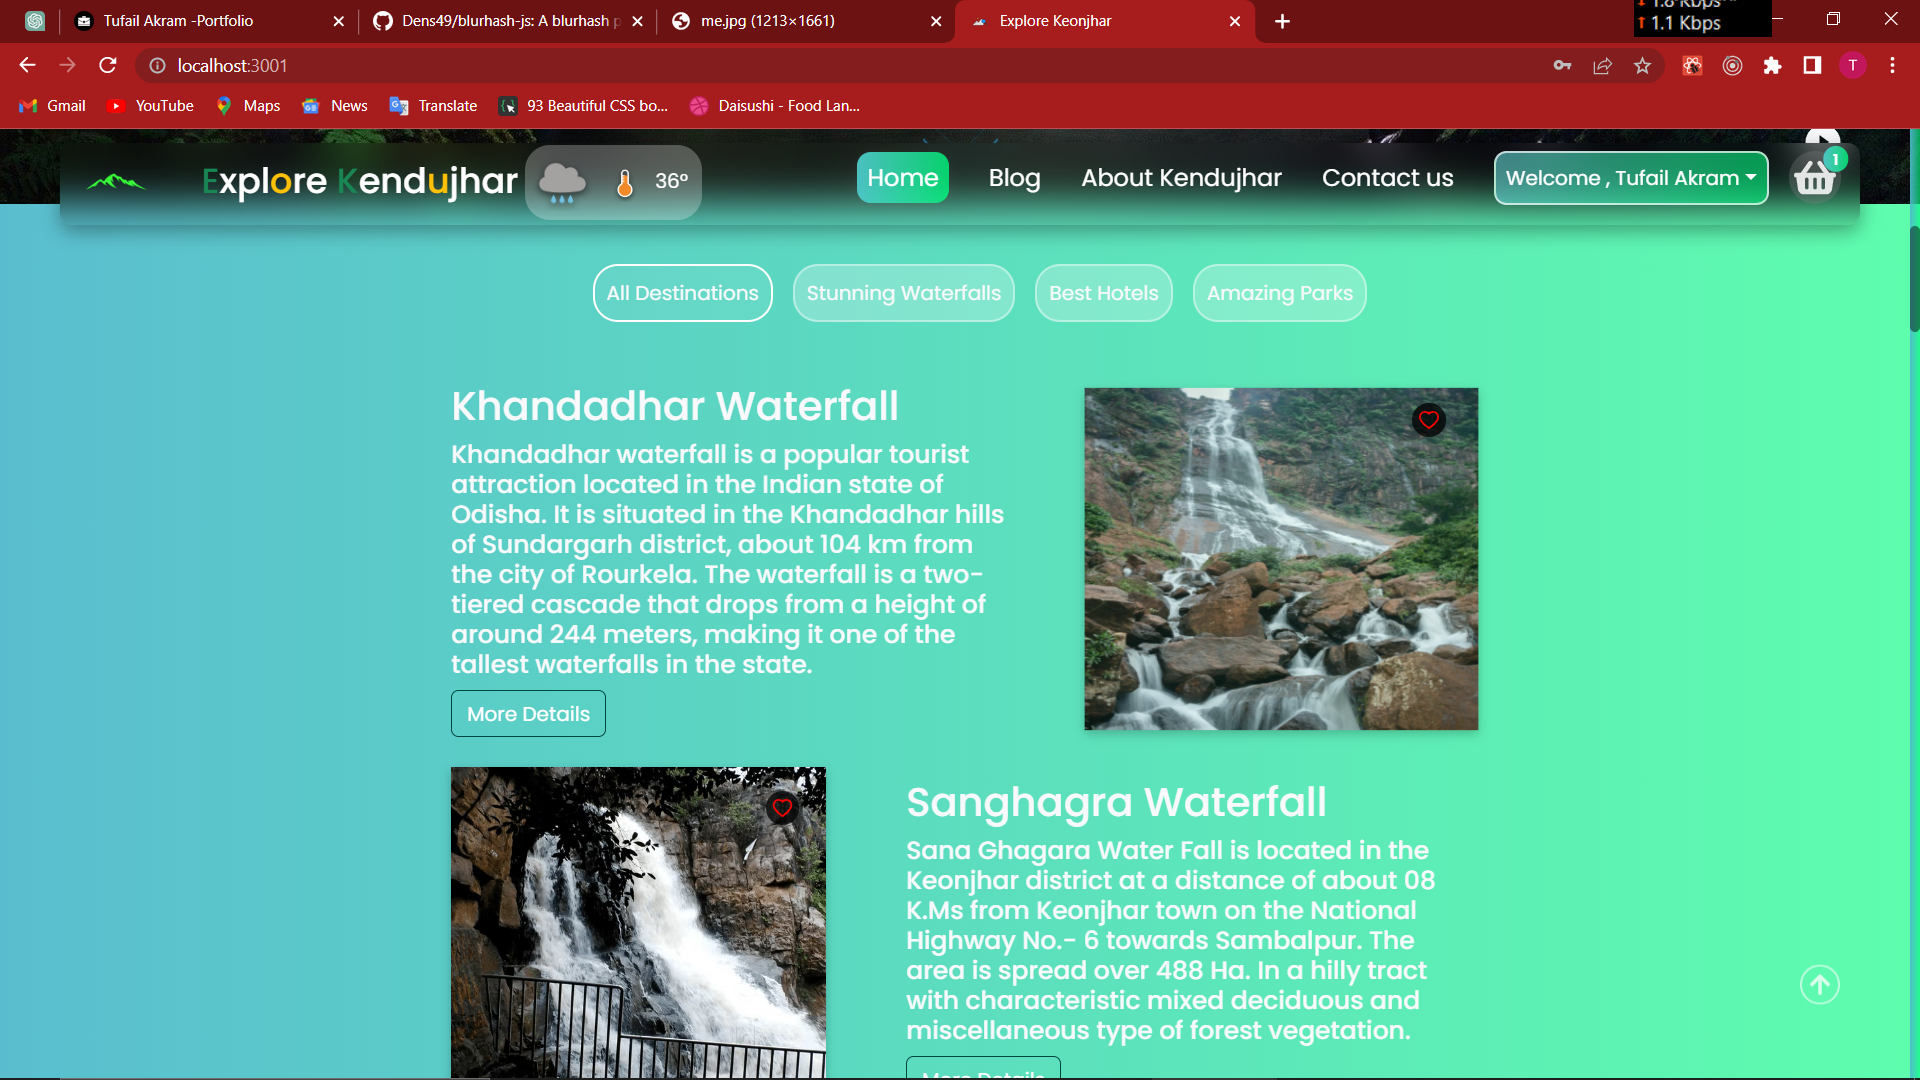 Tufail Akram -Portfolio
Dens49/blurhash-js: A blurhash p
me.jpg (1213×1661)
Explore Keonjhar
1.1 Kbps
localhost:3001
T
Gmail
YouTube
Maps
News
Translate
93 Beautiful CSS bo...
Daisushi - Food Lan...
Explore Kendujhar
36°
Home
Blog
About Kendujhar
Contact us
Welcome , Tufail Akram
1
All Destinations
Stunning Waterfalls
Best Hotels
Amazing Parks
Khandadhar Waterfall
Khandadhar waterfall is a popular tourist
attraction located in the Indian state of
Odisha. It is situated in the Khandadhar hills
of Sundargarh district, about 104 km from
the city of Rourkela. The waterfall is a two-
tiered cascade that drops from a height of
around 244 meters, making it one of the
tallest waterfalls in the state.
More Details
Sanghagra Waterfall
Sana Ghagara Water Fall is located in the
Keonjhar district at a distance of about 08
K.Ms from Keonjhar town on the National
Highway No.- 6 towards Sambalpur. The
area is spread over 488 Ha. In a hilly tract
with characteristic mixed deciduous and
miscellaneous type of forest vegetation.
More Details